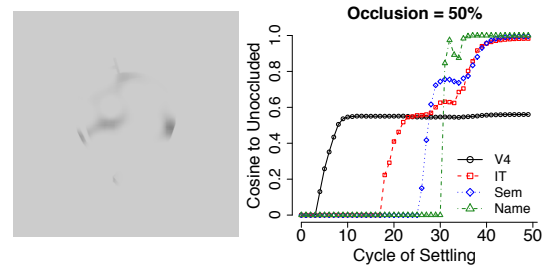 Occlusion = 50%
Cosine to Unoccluded
1.0
0.8
0.6
0.4
0.2
0
V4
IT
Sem
Name
0 10 20 30 40 50
Cycle of Settling